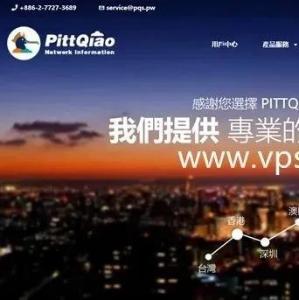 +886-2-7727-3689 service@pqs.pw
PittQiao
Network Information
用戶中心 產品服務
感謝您選擇 PITTQ
我們提供 專業的
www.vps
香港
深圳
台灣